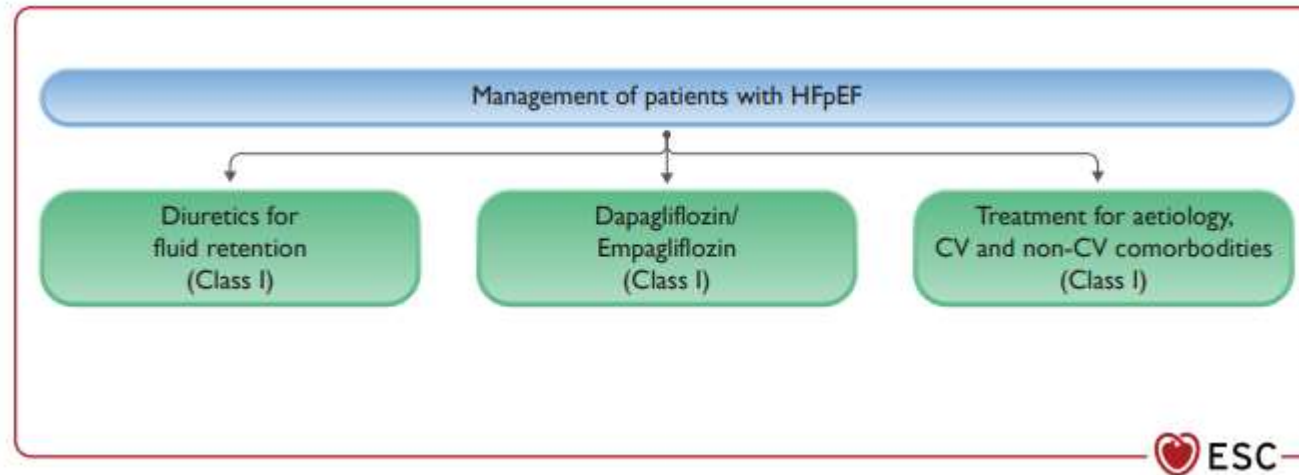 Management of patients with HFpEF
Diuretics for
fluid retention
(Class I)
Dapagliflozin/
Empagliflozin
(Class I)
Treatment for aetiology,
CV and non-CV comorbodities
(Class I)
ESC